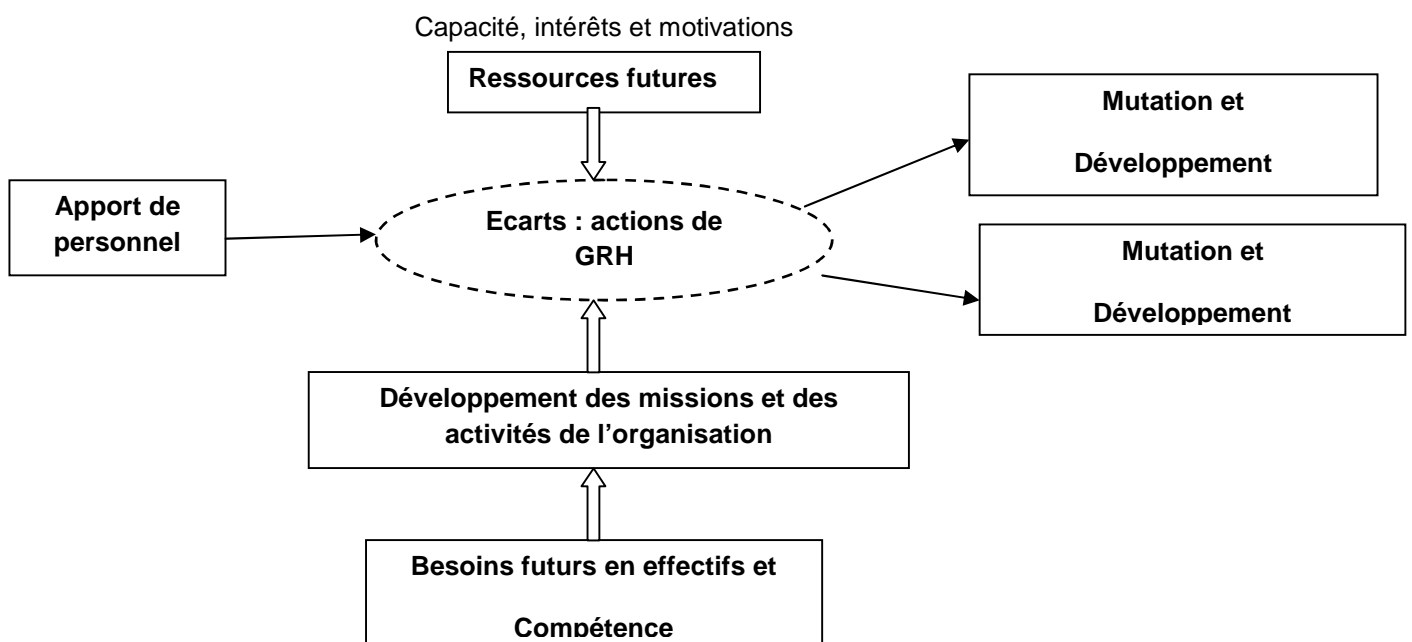 Capacité, intérêts et motivations
Ressources futures
Mutation et
Développement
Apport de
personnel
Ecarts : actions de
GRH
Mutation et
Développement
Développement des missions et des
activités de l’organisation
Besoins futurs en effectifs et
Compétence